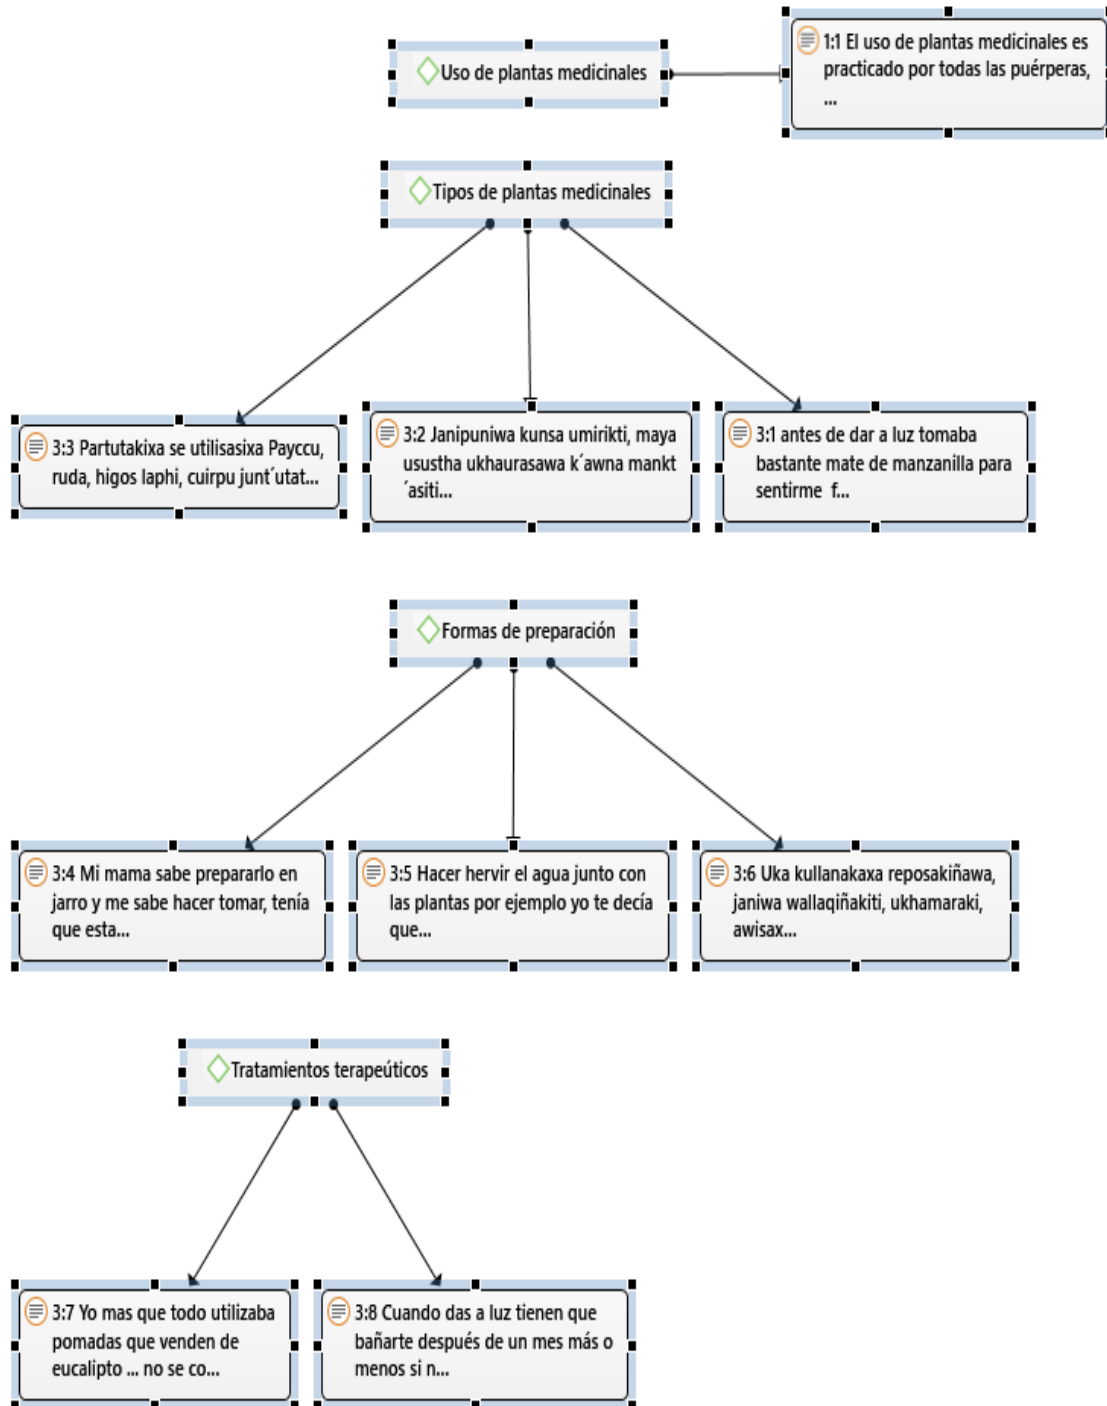 Uso de plantas medicinales
1:1 El uso de plantas medicinales es
practicado por todas las puérperas,
...
Tipos de plantas medicinales
3:3 Partutakixa se utilisasixa Payccu,
ruda, higos laphi, cuirpu junt´utat...
3:2 Janipuniwa kunsa umirikti, maya
usustha ukhaurasawa k´awna mankt
´asiti...
3:1 antes de dar a luz tomaba
bastante mate de manzanilla para
sentirme f...
Formas de preparación
3:4 Mi mama sabe prepararlo en
jarro y me sabe hacer tomar, tenía
que esta...
3:5 Hacer hervir el agua junto con
las plantas por ejemplo yo te decía
que...
3:6 Uka kullanakaxa reposakiñawa,
janiwa wallaqiñakiti, ukhamaraki,
awisax...
Tratamientos terapeúticos
3:7 Yo mas que todo utilizaba
pomadas que venden de
eucalipto ... no se co...
3:8 Cuando das a luz tienen que
bañarte después de un mes más o
menos si n...